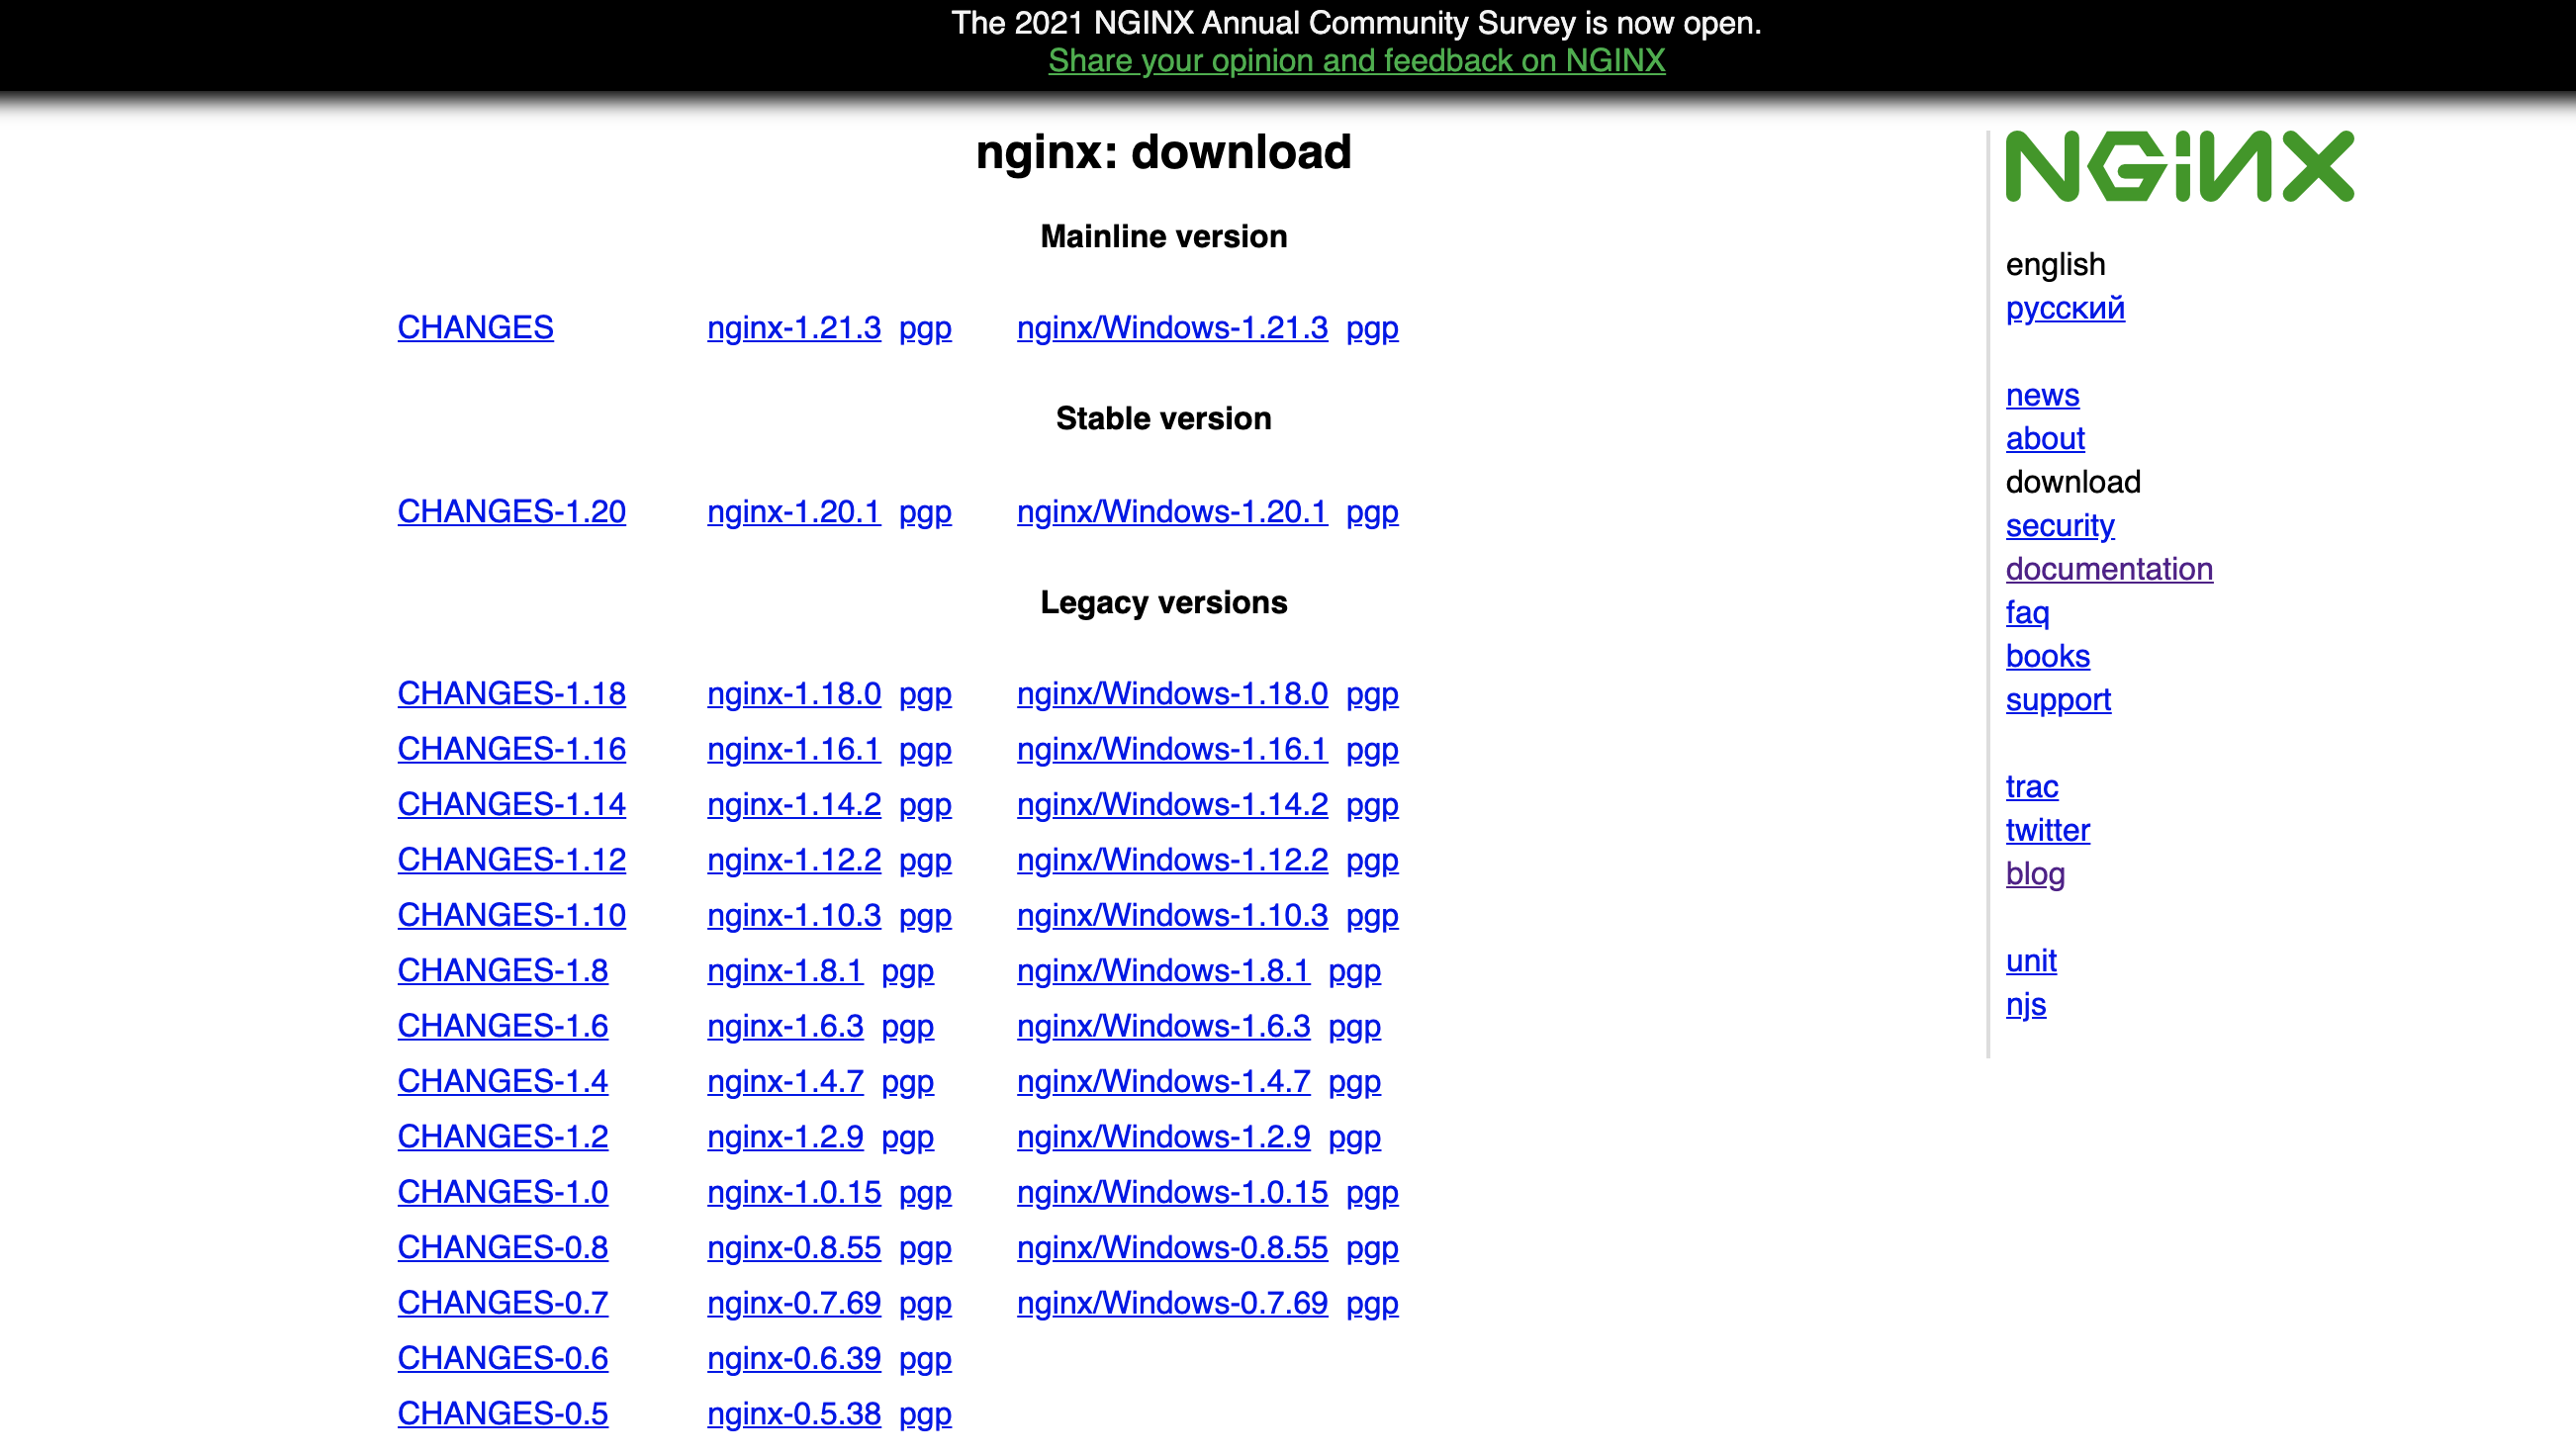 The 2021 NGINX Annual Community Survey is now open.
Share your opinion and feedback on NGINX
nginx: download
Mainline version
CHANGES nginx-1.21.3 pgp nginx/Windows-1.21.3 pgp
Stable version
CHANGES-1.20 nginx-1.20.1 pgp nginx/Windows-1.20.1 pgp
Legacy versions
CHANGES-1.18 nginx-1.18.0 pgp nginx/Windows-1.18.0 pgp
CHANGES-1.16 nginx-1.16.1 pgp nginx/Windows-1.16.1 pgp
CHANGES-1.14 nginx-1.14.2 pgp nginx/Windows-1.14.2 pgp
CHANGES-1.12 nginx-1.12.2 pgp nginx/Windows-1.12.2 pgp
CHANGES-1.10 nginx-1.10.3 pgp nginx/Windows-1.10.3 pgp
CHANGES-1.8 nginx-1.8.1 pgp nginx/Windows-1.8.1 pgp
CHANGES-1.6 nginx-1.6.3 pgp nginx/Windows-1.6.3 pgp
CHANGES-1.4 nginx-1.4.7 pgp nginx/Windows-1.4.7 pgp
CHANGES-1.2 nginx-1.2.9 pgp nginx/Windows-1.2.9 pgp
CHANGES-1.0 nginx-1.0.15 pgp nginx/Windows-1.0.15 pgp
CHANGES-0.8 nginx-0.8.55 pgp nginx/Windows-0.8.55 pgp
CHANGES-0.7 nginx-0.7.69 pgp nginx/Windows-0.7.69 pgp
CHANGES-0.6 nginx-0.6.39 pgp
CHANGES-0.5 nginx-0.5.38 pgp
NGiNX
english
русский
news
about
download
security
documentation
faq
books
support
trac
twitter
blog
unit
njs